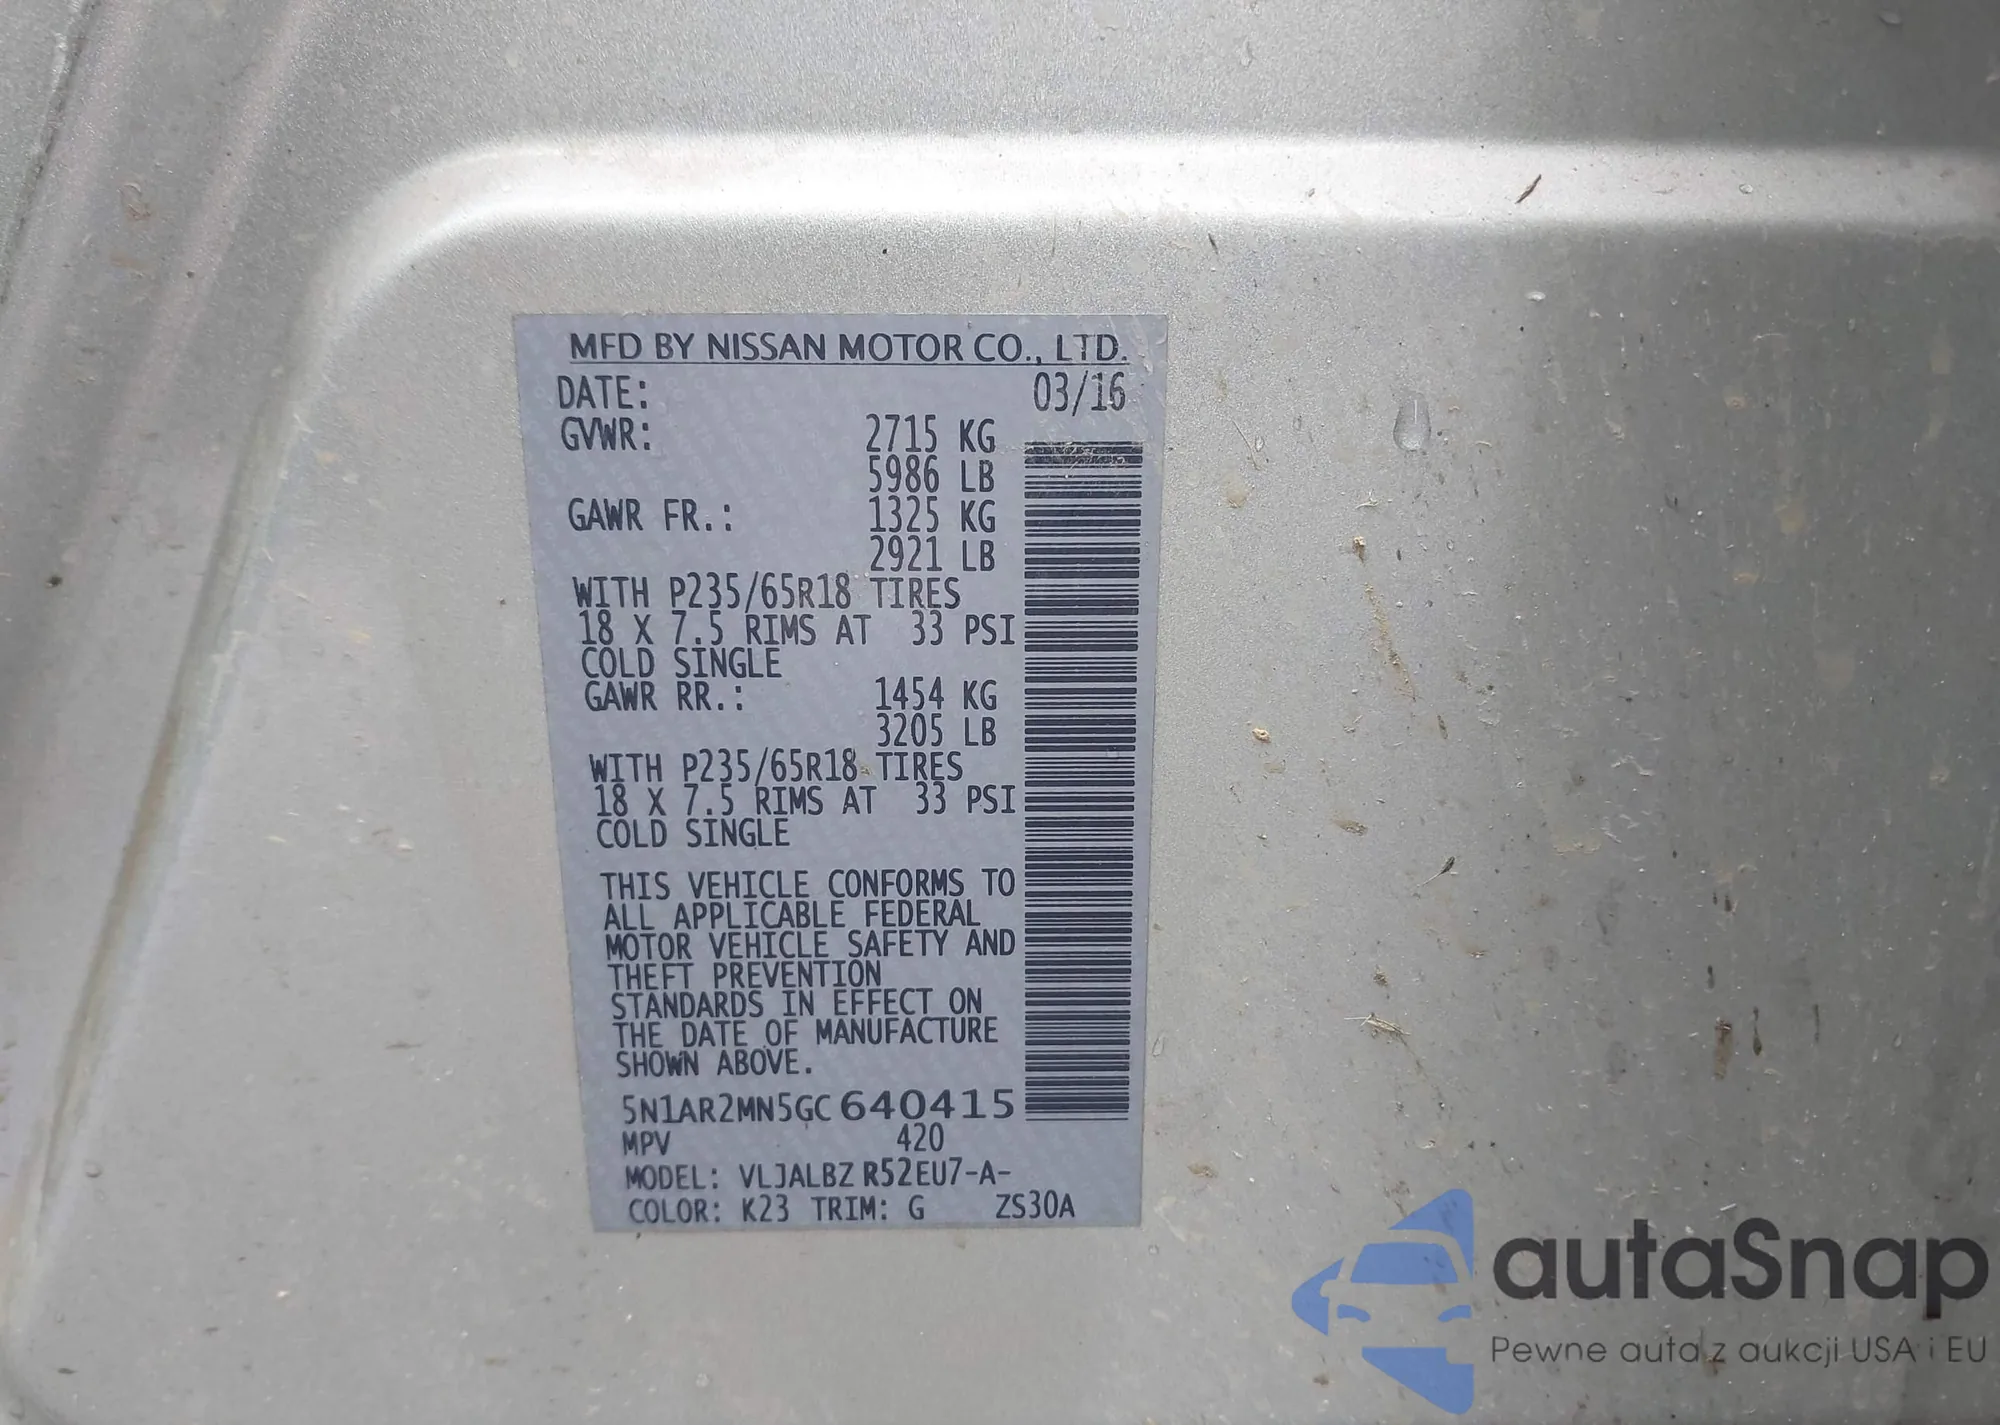 MFD BY NISSAN MOTOR CO., LTD.
DATE: 03/16
GVWR: 2715 KG
5986 LB
GAWR FR.: 1325 KG
2921 LB
WITH P235/65R18 TIRES
18 X 7.5 RIMS AT 33 PSI
COLD SINGLE
GAWR RR.: 1454 KG
3205 LB
WITH P235/65R18 TIRES
18 X 7.5 RIMS AT 33 PSI
COLD SINGLE
THIS VEHICLE CONFORMS TO
ALL APPLICABLE FEDERAL
MOTOR VEHICLE SAFETY AND
THEFT PREVENTION
STANDARDS IN EFFECT ON
THE DATE OF MANUFACTURE
SHOWN ABOVE.
5N1AR2MN5GC640415
MPV 420
MODEL: VLJALBZ R52EU7-A-
COLOR: K23 TRIM: G ZS30A
autaSnap
Pewne auta z aukcji USA i EU